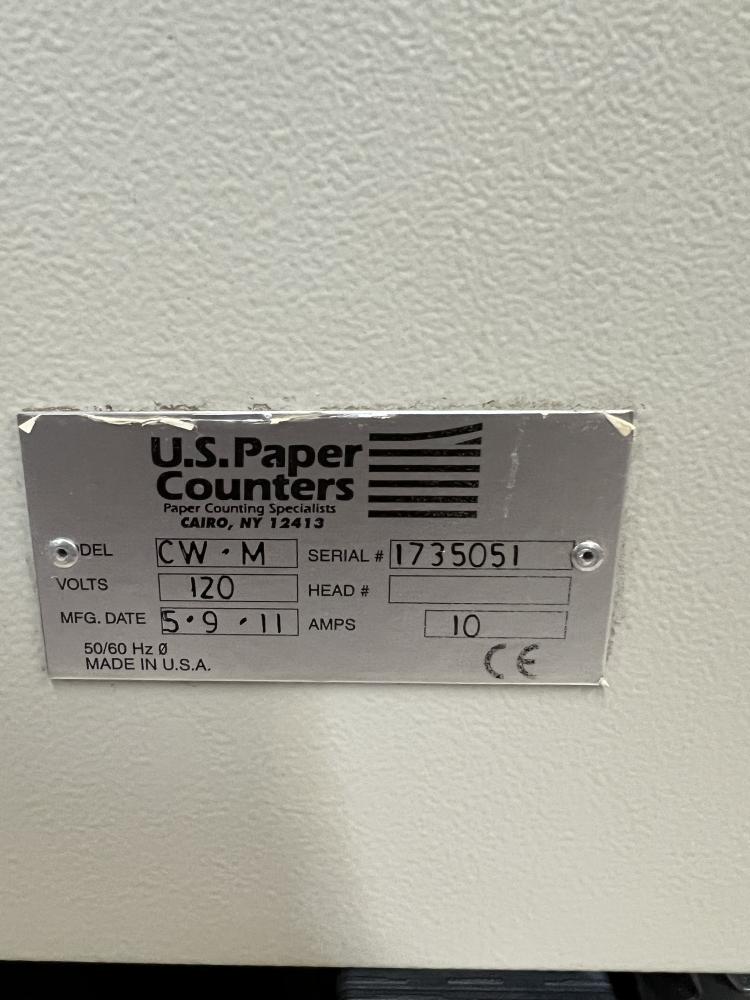 U.S. Paper
Counters
Paper Counting Specialists
CAIRO, NY 12413
DEL CW·M SERIAL # 1735051
VOLTS 120 HEAD #
MFG. DATE 5·9·11 AMPS 10
50/60 Hz Ø
MADE IN U.S.A. CE